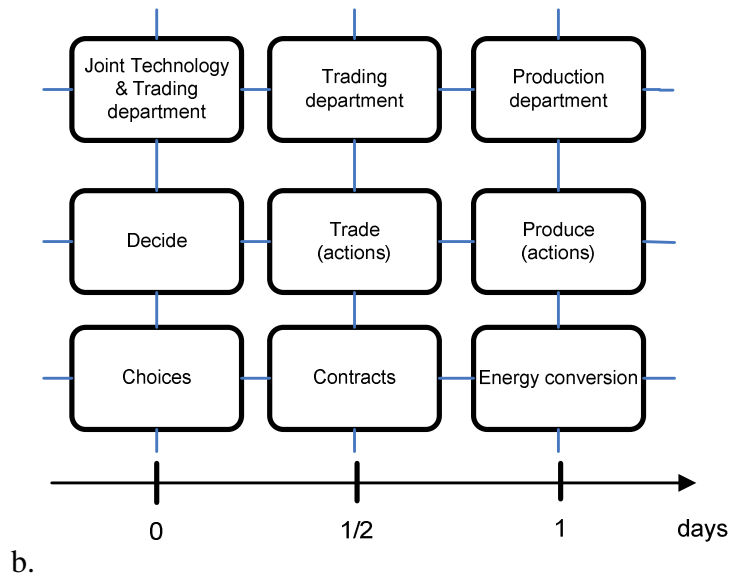 Joint Technology
& Trading
department
Trading
department
Production
department
Decide
Trade
(actions)
Produce
(actions)
Choices
Contracts
Energy conversion
0
1/2
1
days
b.